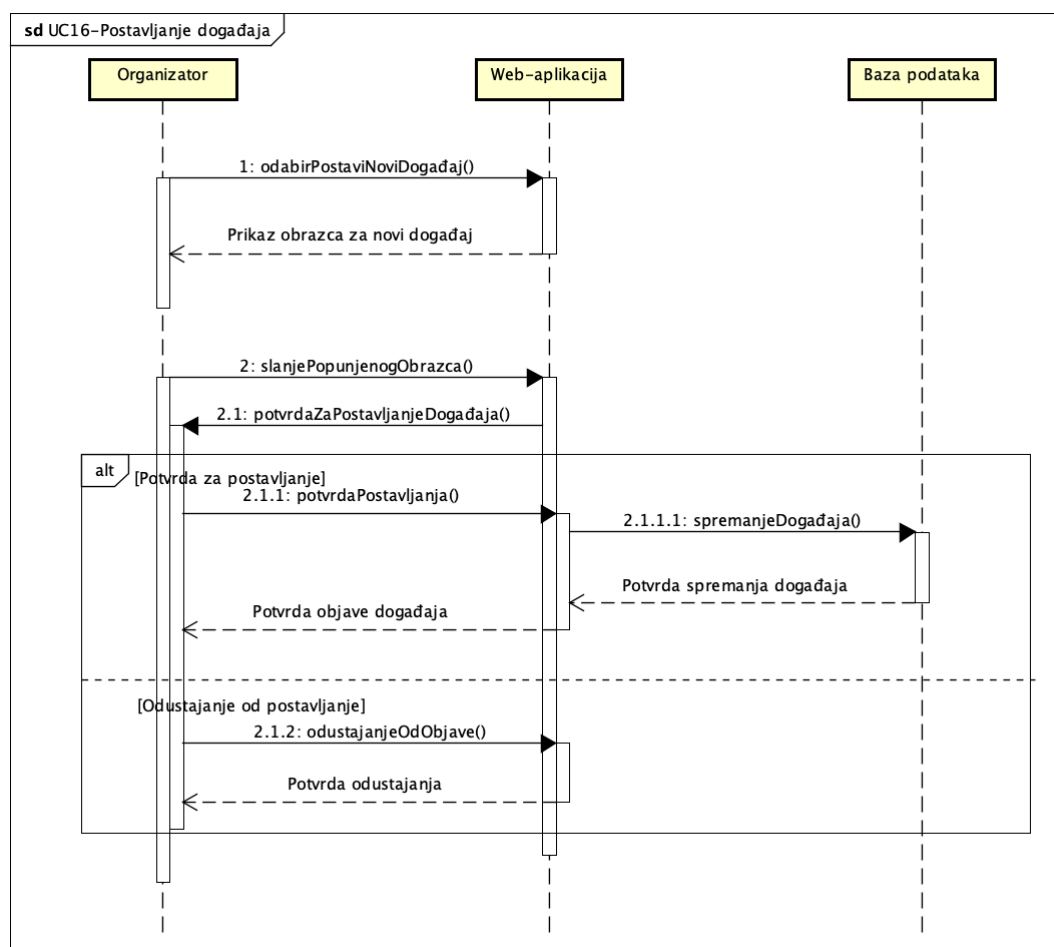 sd UC16-Postavljanje događaja
Organizator
Web-aplikacija
Baza podataka
1: odabirPostaviNoviDogađaj()
Prikaz obrazca za novi događaj
2: slanjePopunjenogObrazca()
2.1: potvrdaZaPostavljanjeDogađaja()
alt
[Potvrda za postavljanje]
2.1.1: potvrdaPostavljanja()
2.1.1.1: spremanjeDogađaja()
Potvrda spremanja događaja
Potvrda objave događaja
[Odustajanje od postavljanje]
2.1.2: odustajanjeOdObjave()
Potvrda odustajanja